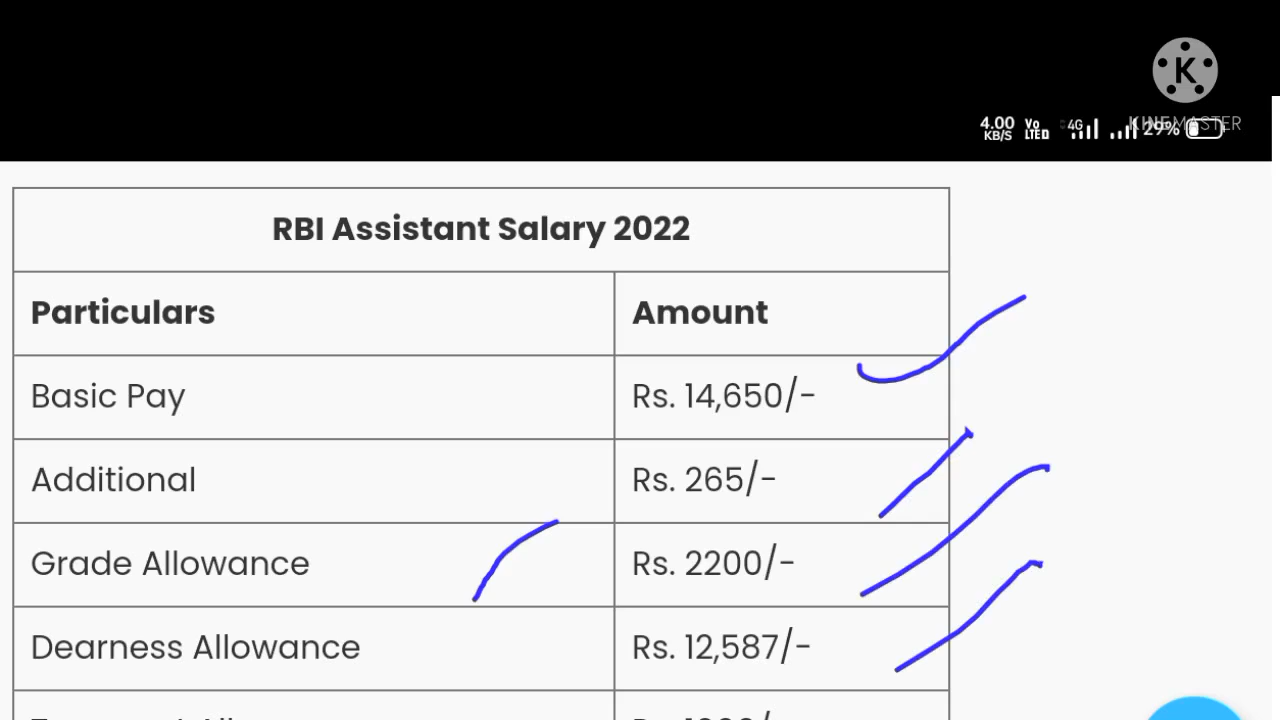 K
4.00 KB/S Vo LTE 4G 29%
KINEMASTER
RBI Assistant Salary 2022
Particulars Amount
Basic Pay Rs. 14,650/-
Additional Rs. 265/-
Grade Allowance Rs. 2200/-
Dearness Allowance Rs. 12,587/-